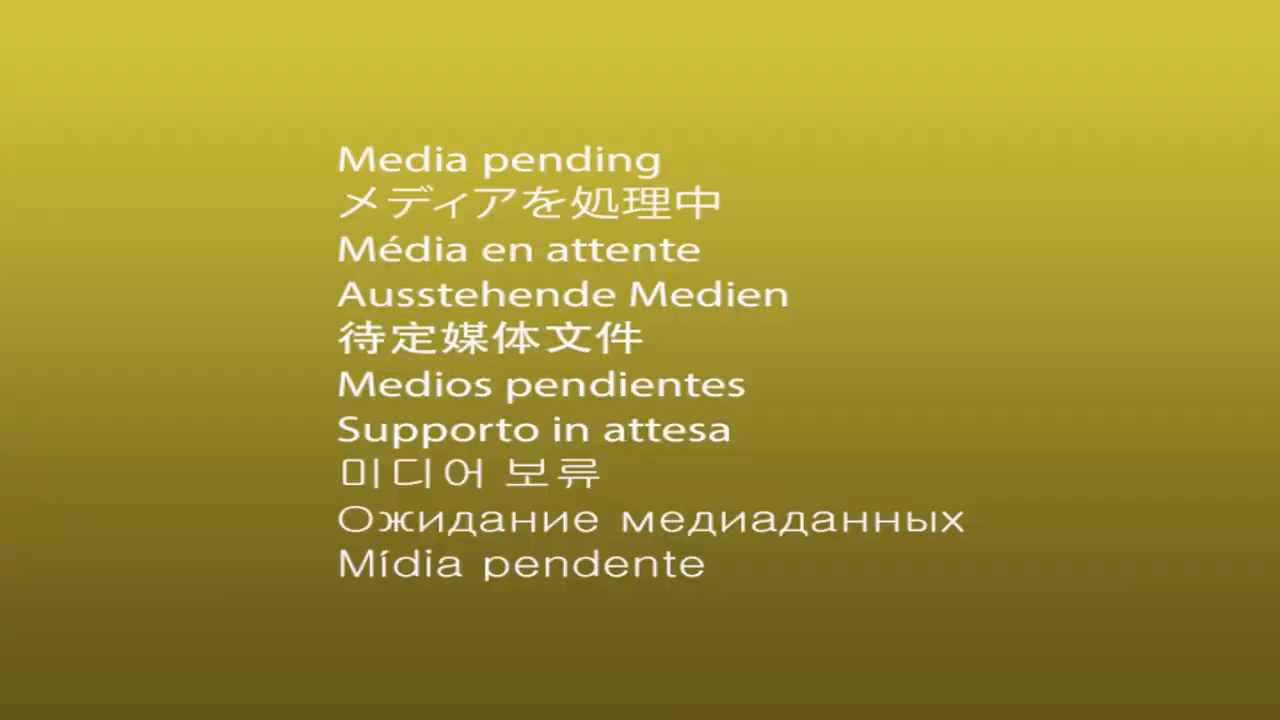 Media pending
メディアを処理中
Média en attente
Ausstehende Medien
待定媒体文件
Medios pendientes
Supporto in attesa
미디어 보류
Ожидание медиаданных
Mídia pendente